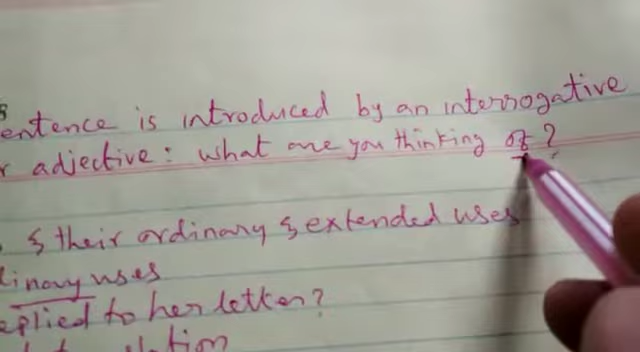 entence is introduced by an interrogative
r adjective: what are you thinking of?
& their ordinary & extended uses
dinary uses
eplied to her letter?